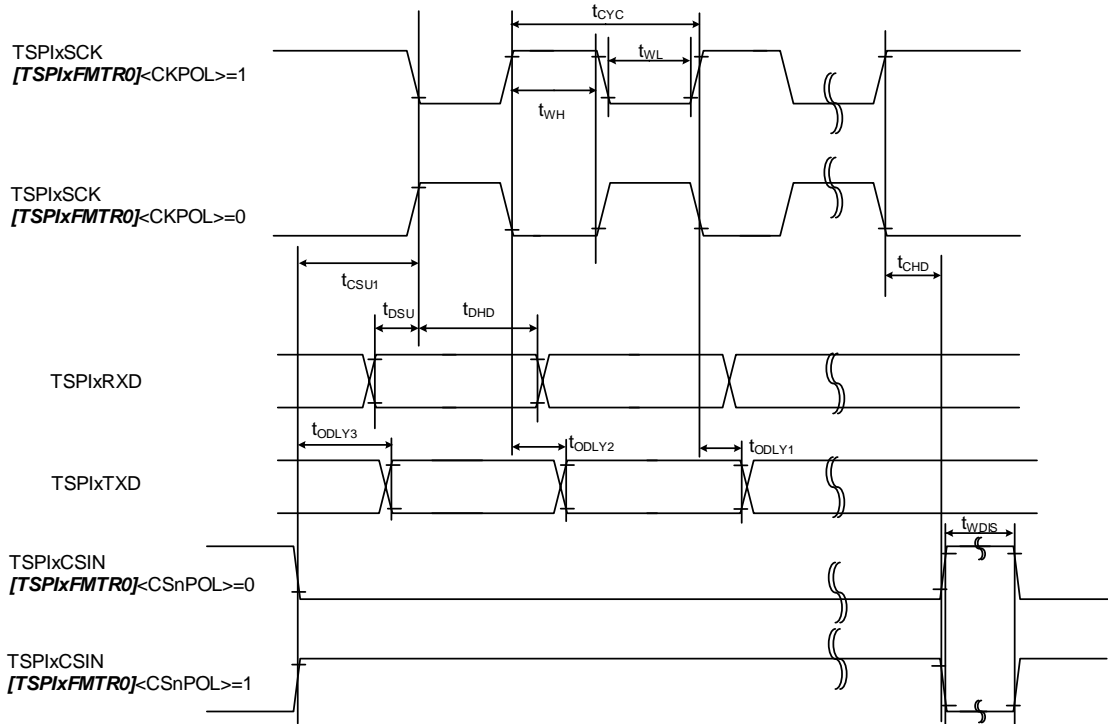 tCYC
TSPIxSCK
[TSPIxFMTR0]<CKPOL>=1
tWL
tWH
TSPIxSCK
[TSPIxFMTR0]<CKPOL>=0
tCSU1
tCHD
tDSU
tDHD
TSPIxRXD
tODLY3
tODLY2
tODLY1
TSPIxTXD
tWDIS
TSPIxCSIN
[TSPIxFMTR0]<CSnPOL>=0
TSPIxCSIN
[TSPIxFMTR0]<CSnPOL>=1